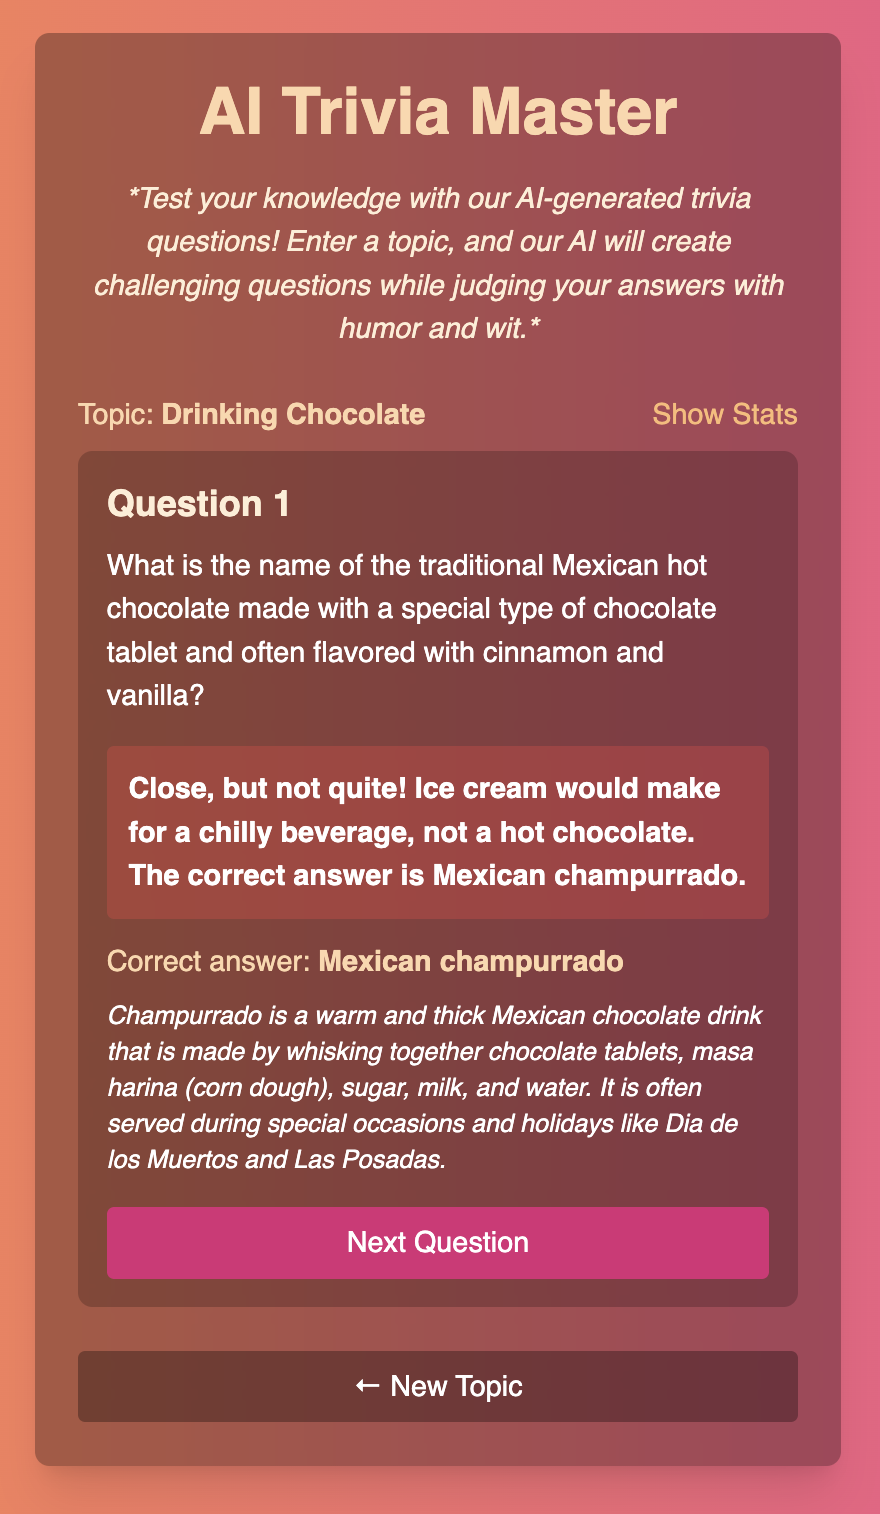 AI Trivia Master
*Test your knowledge with our AI-generated trivia
questions! Enter a topic, and our AI will create
challenging questions while judging your answers with
humor and wit.*
Topic: Drinking Chocolate
Show Stats
Question 1
What is the name of the traditional Mexican hot
chocolate made with a special type of chocolate
tablet and often flavored with cinnamon and
vanilla?
Close, but not quite! Ice cream would make
for a chilly beverage, not a hot chocolate.
The correct answer is Mexican champurrado.
Correct answer: Mexican champurrado
Champurrado is a warm and thick Mexican chocolate drink
that is made by whisking together chocolate tablets, masa
harina (corn dough), sugar, milk, and water. It is often
served during special occasions and holidays like Dia de
los Muertos and Las Posadas.
Next Question
← New Topic